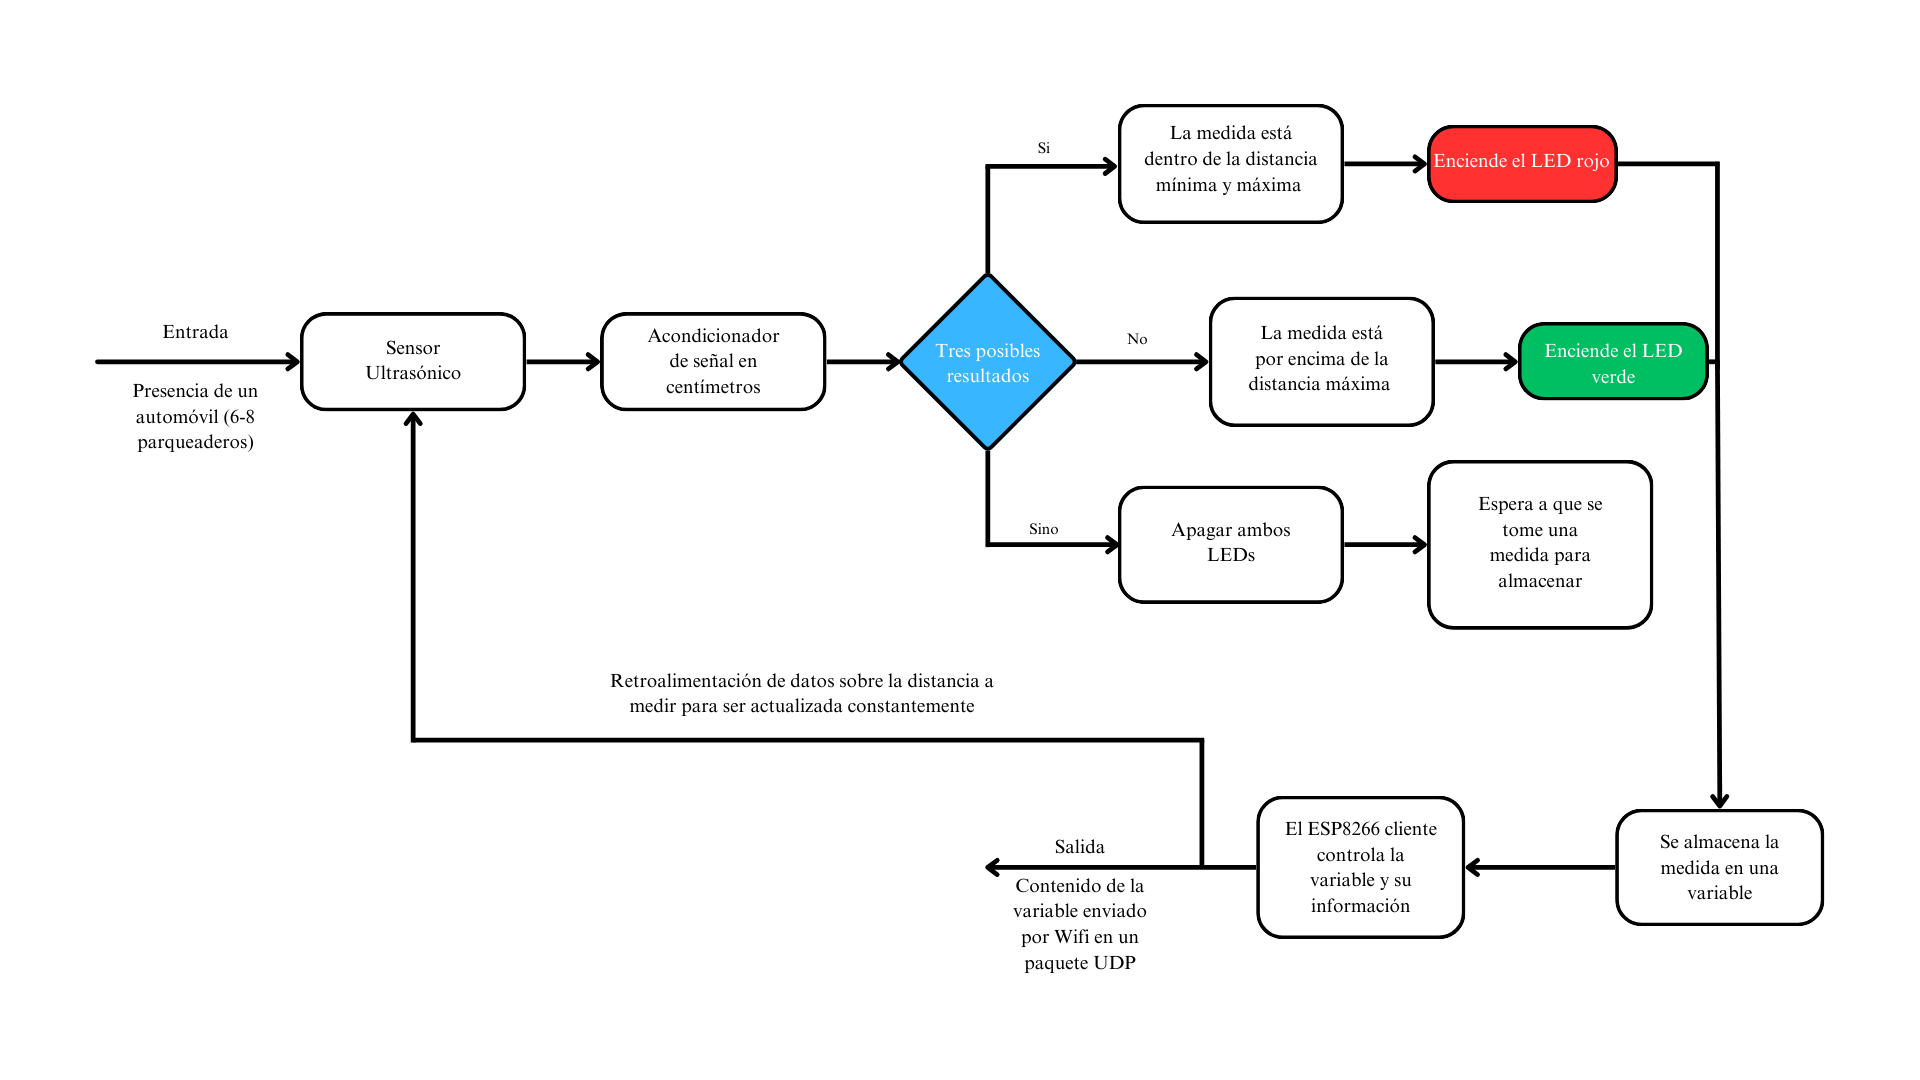 Entrada
Presencia de un
automóvil (6-8
parqueaderos)
Sensor
Ultrasónico
Acondicionador
de señal en
centímetros
Tres posibles
resultados
Si
La medida está
dentro de la distancia
mínima y máxima
Enciende el LED rojo
No
La medida está
por encima de la
distancia máxima
Enciende el LED
verde
Sino
Apagar ambos
LEDs
Espera a que se
tome una
medida para
almacenar
Retroalimentación de datos sobre la distancia a
medir para ser actualizada constantemente
Se almacena la
medida en una
variable
El ESP8266 cliente
controla la
variable y su
información
Salida
Contenido de la
variable enviado
por Wifi en un
paquete UDP